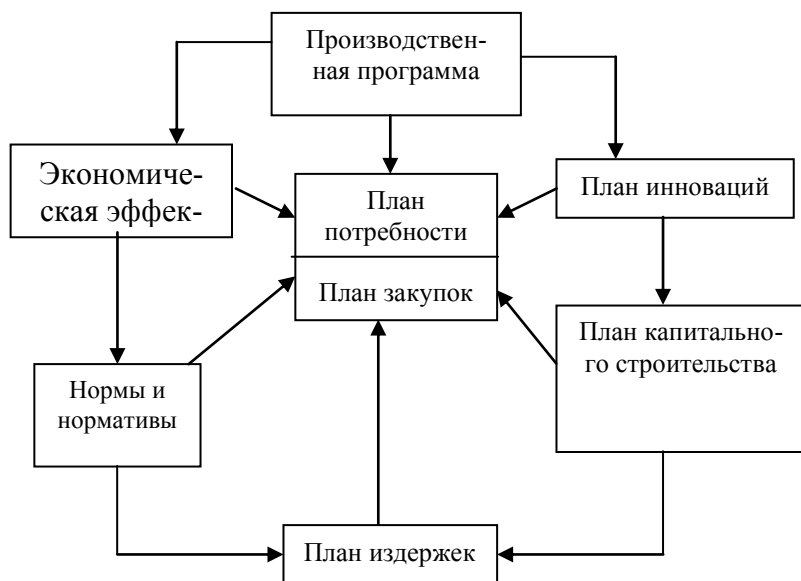 Производствен-
ная программа
Экономиче-
ская эффек-
План
потребности
План инноваций
План закупок
План капитально-
го строительства
Нормы и
нормативы
План издержек